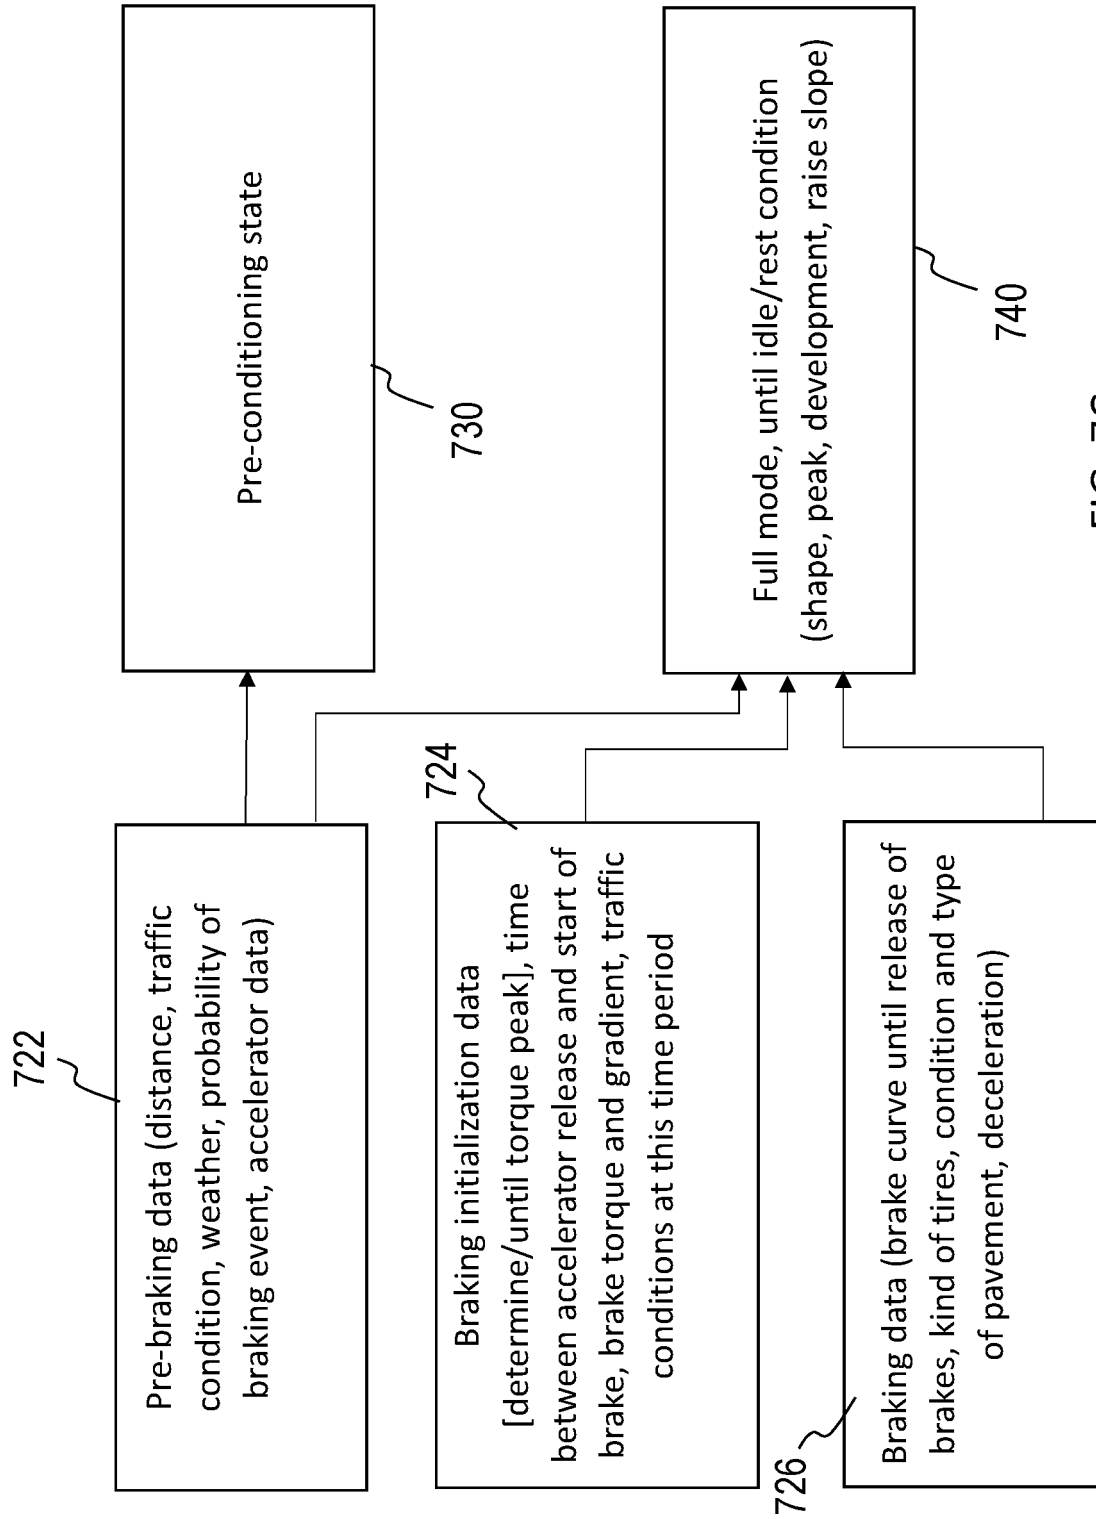 722
Pre-braking data (distance, traffic
condition, weather, probability of
braking event, accelerator data)
Pre-conditioning state
730
724
Braking initialization data
[determine/until torque peak], time
between accelerator release and start of
brake, brake torque and gradient, traffic
conditions at this time period
Full mode, until idle/rest condition
(shape, peak, development, raise slope)
740
726
Braking data (brake curve until release of
brakes, kind of tires, condition and type
of pavement, deceleration)
FIG